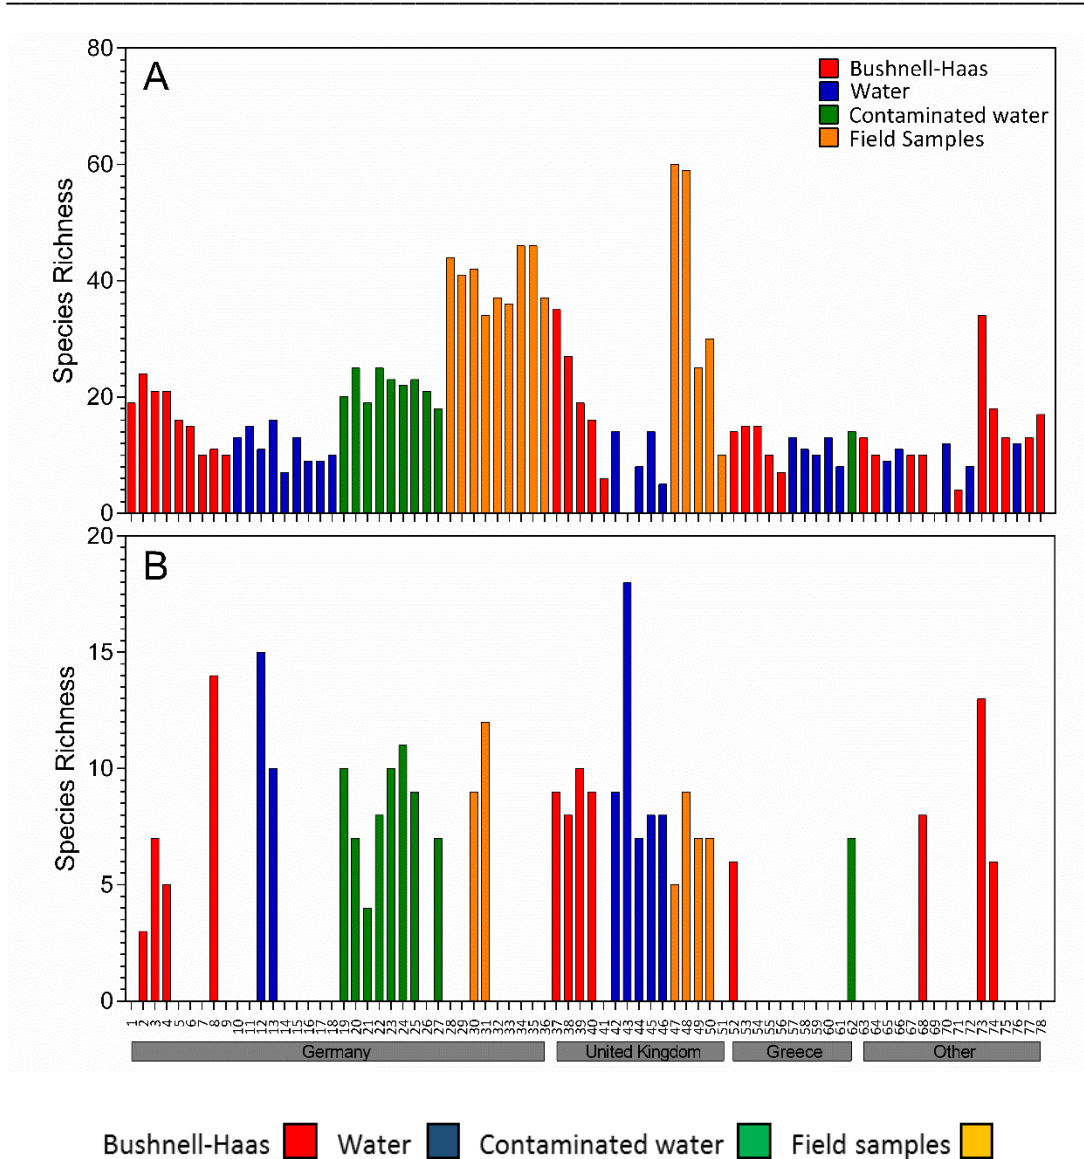 A
Bushnell-Haas
Water
Contaminated water
Field Samples
Species Richness
80
60
40
20
0
B
Species Richness
20
15
10
5
0
1 2 3 4 5 6 7 8 9 10 11 12 13 14 15 16 17 18 19 20 21 22 23 24 25 26 27 28 29 30 31 32 33 34 35 36 37 38 39 40 41 42 43 44 45 46 47 48 49 50 51 52 53 54 55 56 57 58 59 60 61 62 63 64 65 66 67 68 69 70 71 72 73 74 75 76 77 78
Germany United Kingdom Greece Other
Bushnell-Haas Water Contaminated water Field samples